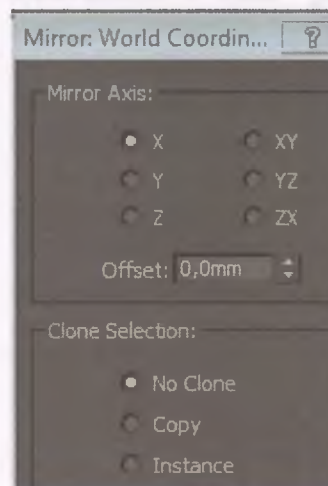 Mirror: World Coordin... ?
Mirror Axis:
X XY
Y YZ
Z ZX
Offset: 0,0mm
Clone Selection:
No Clone
Copy
Instance